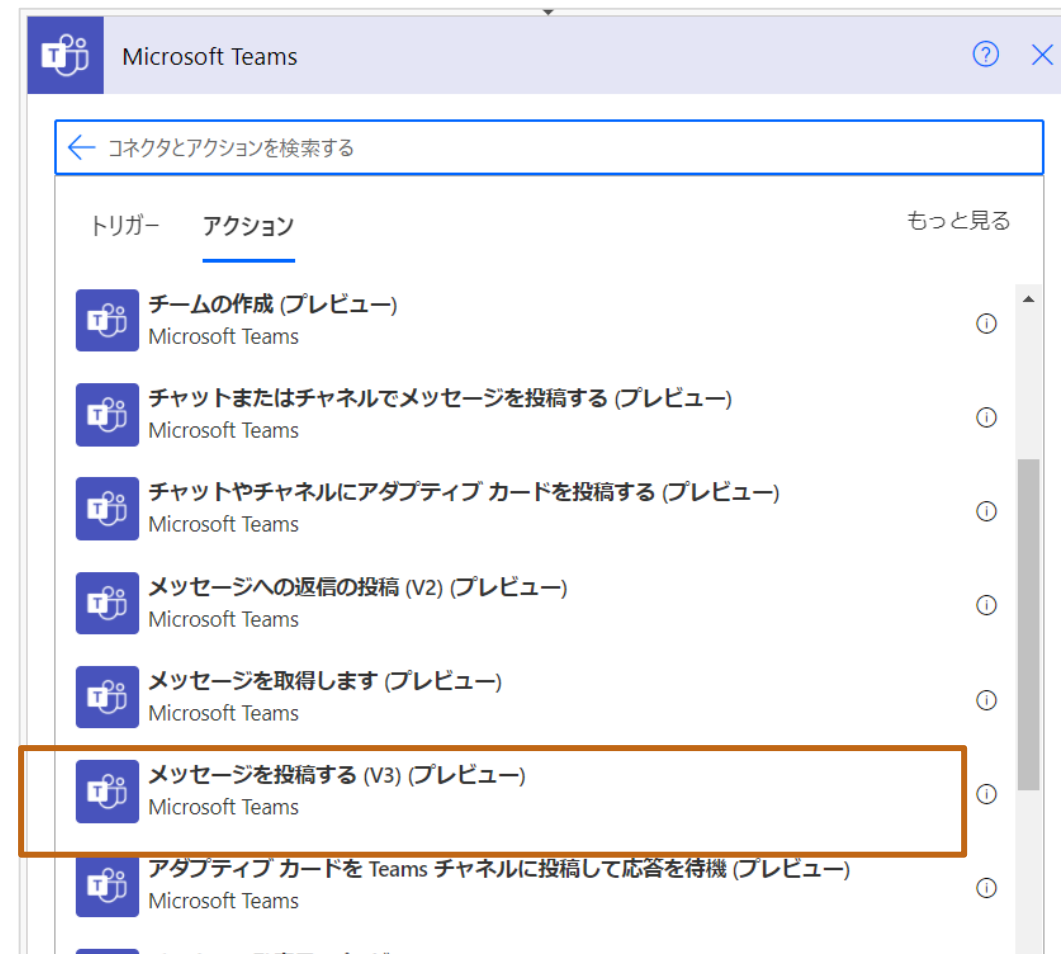 Microsoft Teams
コネクタとアクションを検索する
トリガー アクション もっと見る
チームの作成 (プレビュー)
Microsoft Teams
チャットまたはチャネルでメッセージを投稿する (プレビュー)
Microsoft Teams
チャットやチャネルにアダプティブ カードを投稿する (プレビュー)
Microsoft Teams
メッセージへの返信の投稿 (V2) (プレビュー)
Microsoft Teams
メッセージを取得します (プレビュー)
Microsoft Teams
メッセージを投稿する (V3) (プレビュー)
Microsoft Teams
アダプティブ カードを Teams チャネルに投稿して応答を待機 (プレビュー)
Microsoft Teams